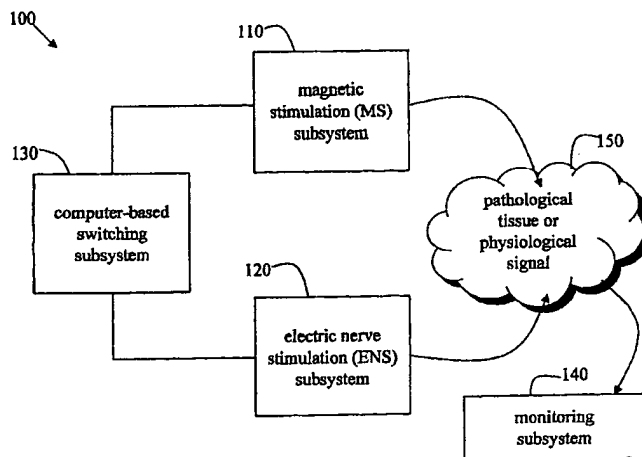 100
110
magnetic
stimulation (MS)
subsystem
130
computer-based
switching
subsystem
150
pathological
tissue or
physiological
signal
120
electric nerve
stimulation (ENS)
subsystem
140
monitoring
subsystem